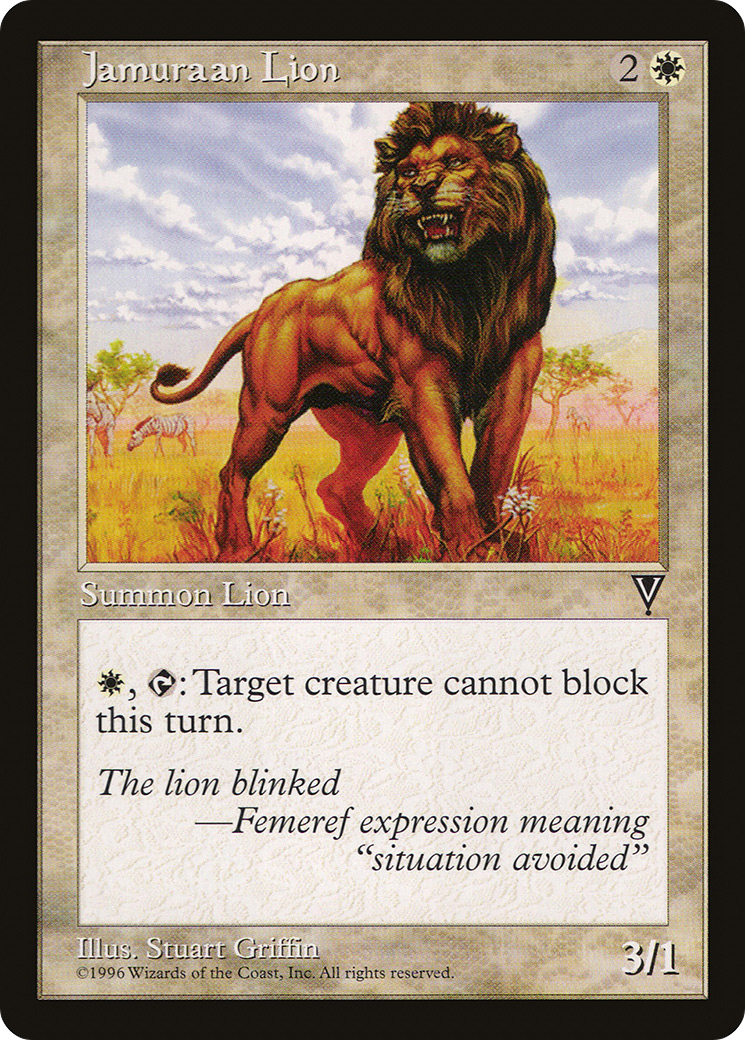 Jamuraan Lion 2
Summon Lion
, : Target creature cannot block
this turn.
The lion blinked
—Femeref expression meaning
“situation avoided”
Illus. Stuart Griffin
3/1
©1996 Wizards of the Coast, Inc. All rights reserved.